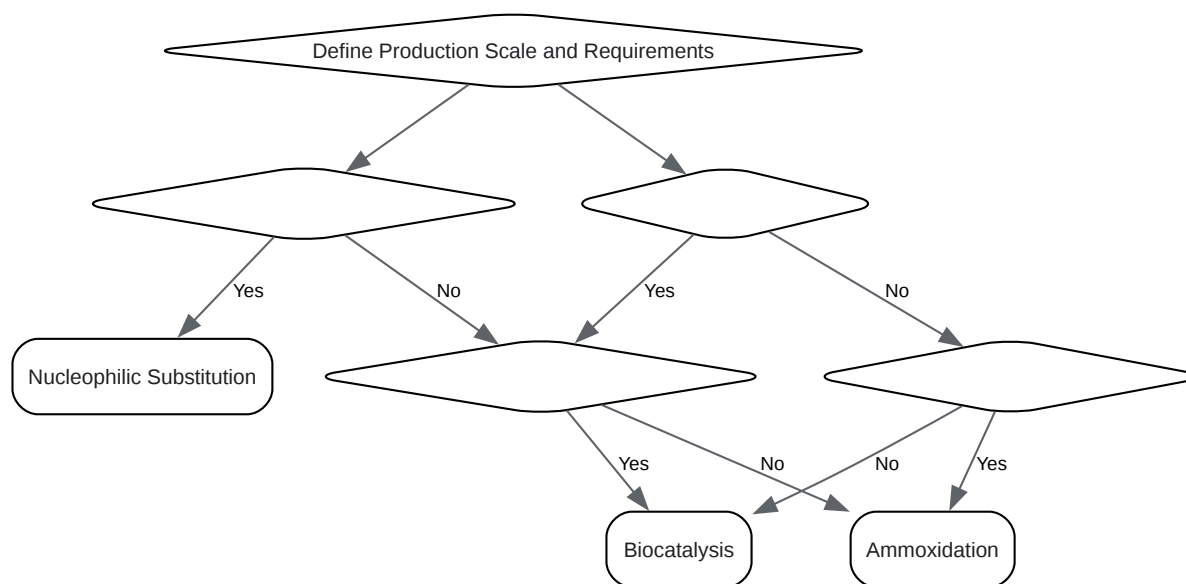 Define Production Scale and Requirements
Yes
No
Yes
No
Nucleophilic Substitution
Yes
No
No
Yes
Biocatalysis
Ammoxidation